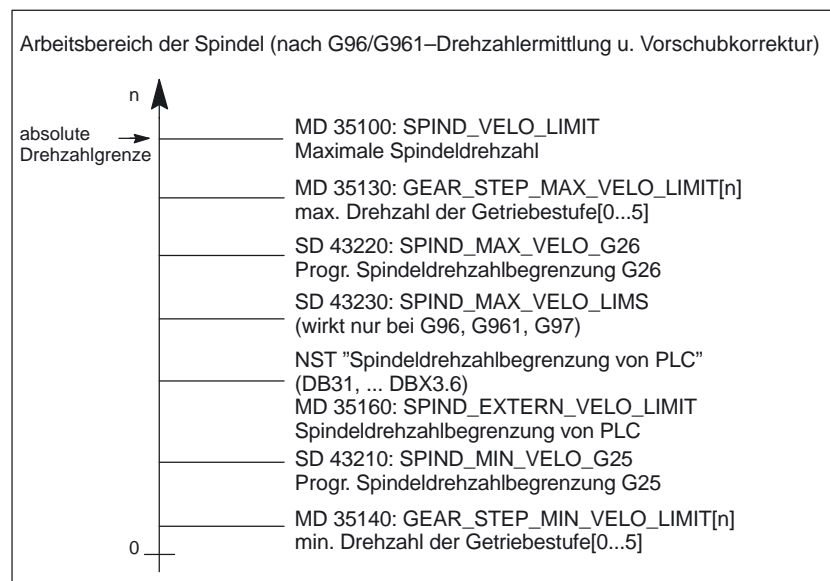 Arbeitsbereich der Spindel (nach G96/G961–Drehzahlermittlung u. Vorschubkorrektur)
n
absolute
Drehzahlgrenze
MD 35100: SPIND_VELO_LIMIT
Maximale Spindeldrehzahl
MD 35130: GEAR_STEP_MAX_VELO_LIMIT[n]
max. Drehzahl der Getriebestufe[0...5]
SD 43220: SPIND_MAX_VELO_G26
Progr. Spindeldrehzahlbegrenzung G26
SD 43230: SPIND_MAX_VELO_LIMS
(wirkt nur bei G96, G961, G97)
NST ”Spindeldrehzahlbegrenzung von PLC”
(DB31, ... DBX3.6)
MD 35160: SPIND_EXTERN_VELO_LIMIT
Spindeldrehzahlbegrenzung von PLC
SD 43210: SPIND_MIN_VELO_G25
Progr. Spindeldrehzahlbegrenzung G25
MD 35140: GEAR_STEP_MIN_VELO_LIMIT[n]
min. Drehzahl der Getriebestufe[0...5]
0